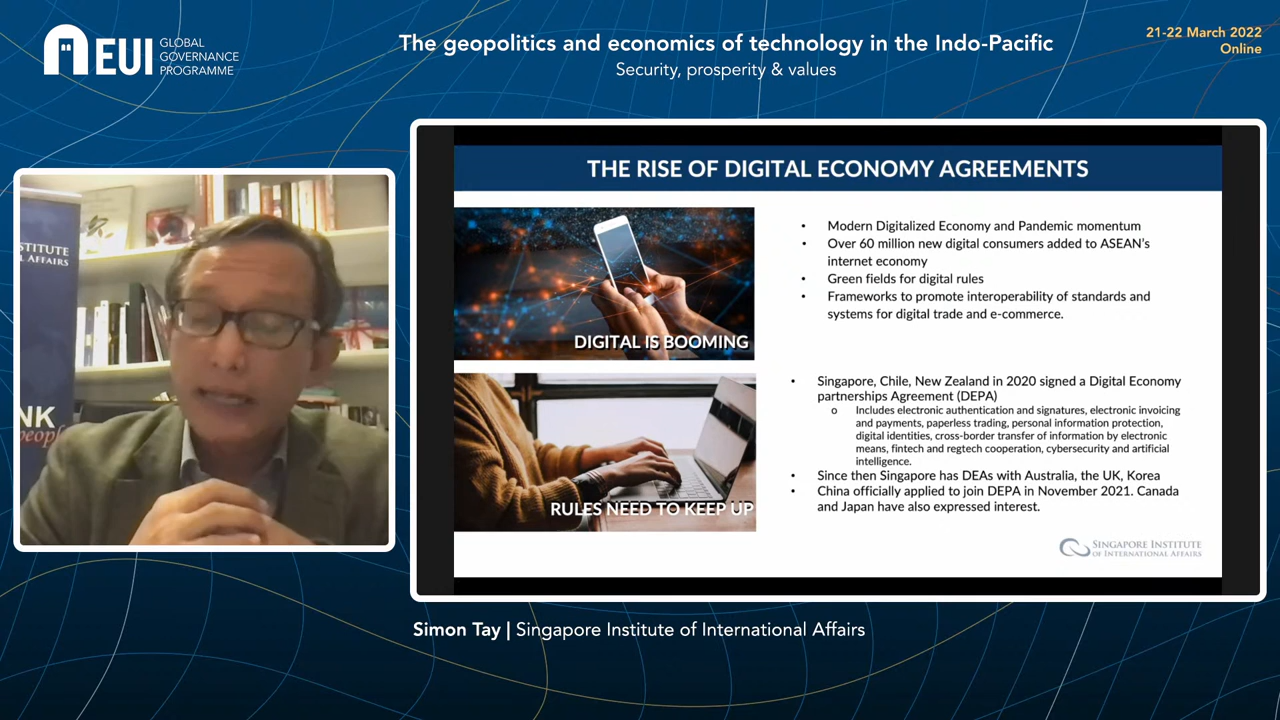 EUI
GLOBAL
GOVERNANCE
PROGRAMME
The geopolitics and economics of technology in the Indo-Pacific
Security, prosperity & values
21-22 March 2022
Online
STITUTE
AL AFFAIRS
NK
people
THE RISE OF DIGITAL ECONOMY AGREEMENTS
DIGITAL IS BOOMING
• Modern Digitalized Economy and Pandemic momentum
• Over 60 million new digital consumers added to ASEAN's
internet economy
• Green fields for digital rules
• Frameworks to promote interoperability of standards and
systems for digital trade and e-commerce.
RULES NEED TO KEEP UP
• Singapore, Chile, New Zealand in 2020 signed a Digital Economy
partnerships Agreement (DEPA)
o Includes electronic authentication and signatures, electronic invoicing
and payments, paperless trading, personal information protection,
digital identities, cross-border transfer of information by electronic
means, fintech and regtech cooperation, cybersecurity and artificial
intelligence.
• Since then Singapore has DEAs with Australia, the UK, Korea
• China officially applied to join DEPA in November 2021. Canada
and Japan have also expressed interest.
SINGAPORE INSTITUTE
OF INTERNATIONAL AFFAIRS
Simon Tay | Singapore Institute of International Affairs